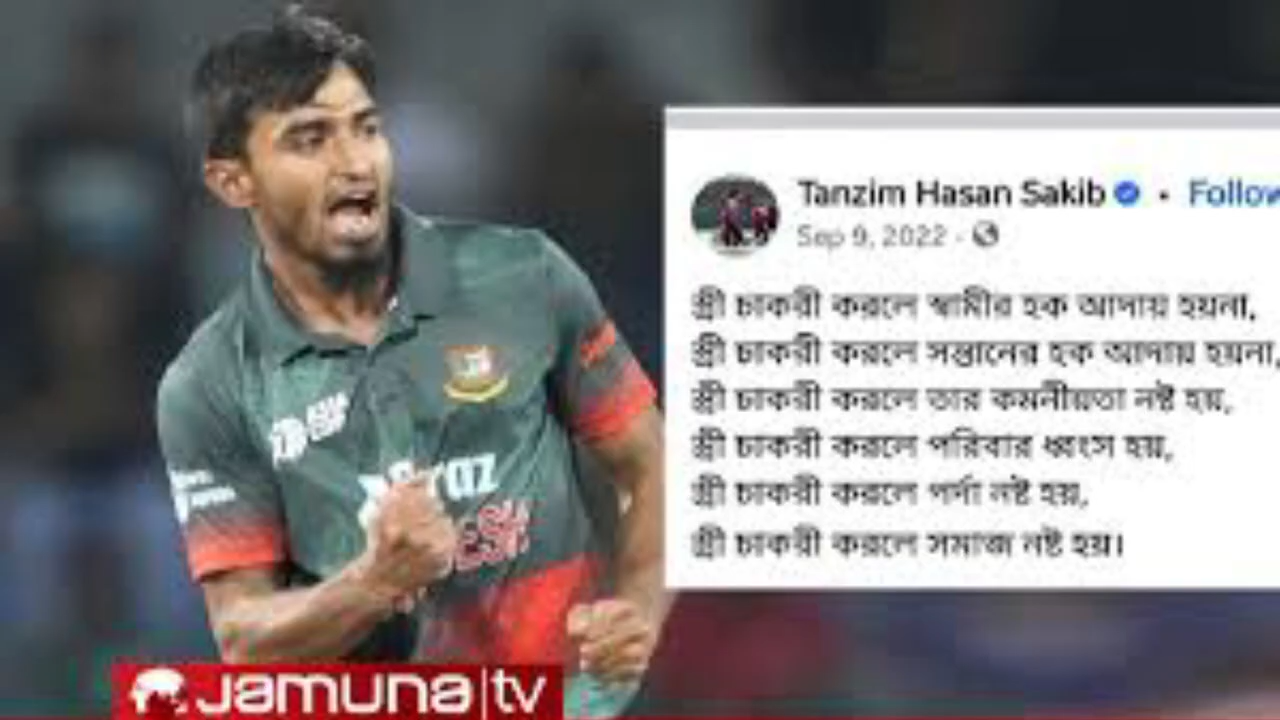 Tanzim Hasan Sakib
Follow
Sep 9, 2022
স্ত্রী চাকরী করলে স্বামীর হক আদায় হয়না,
স্ত্রী চাকরী করলে সন্তানের হক আদায় হয়না,
স্ত্রী চাকরী করলে তার কমনীয়তা নষ্ট হয়,
স্ত্রী চাকরী করলে পরিবার ধ্বংস হয়,
স্ত্রী চাকরী করলে পর্দা নষ্ট হয়,
স্ত্রী চাকরী করলে সমাজ নষ্ট হয়।
Jamuna tv